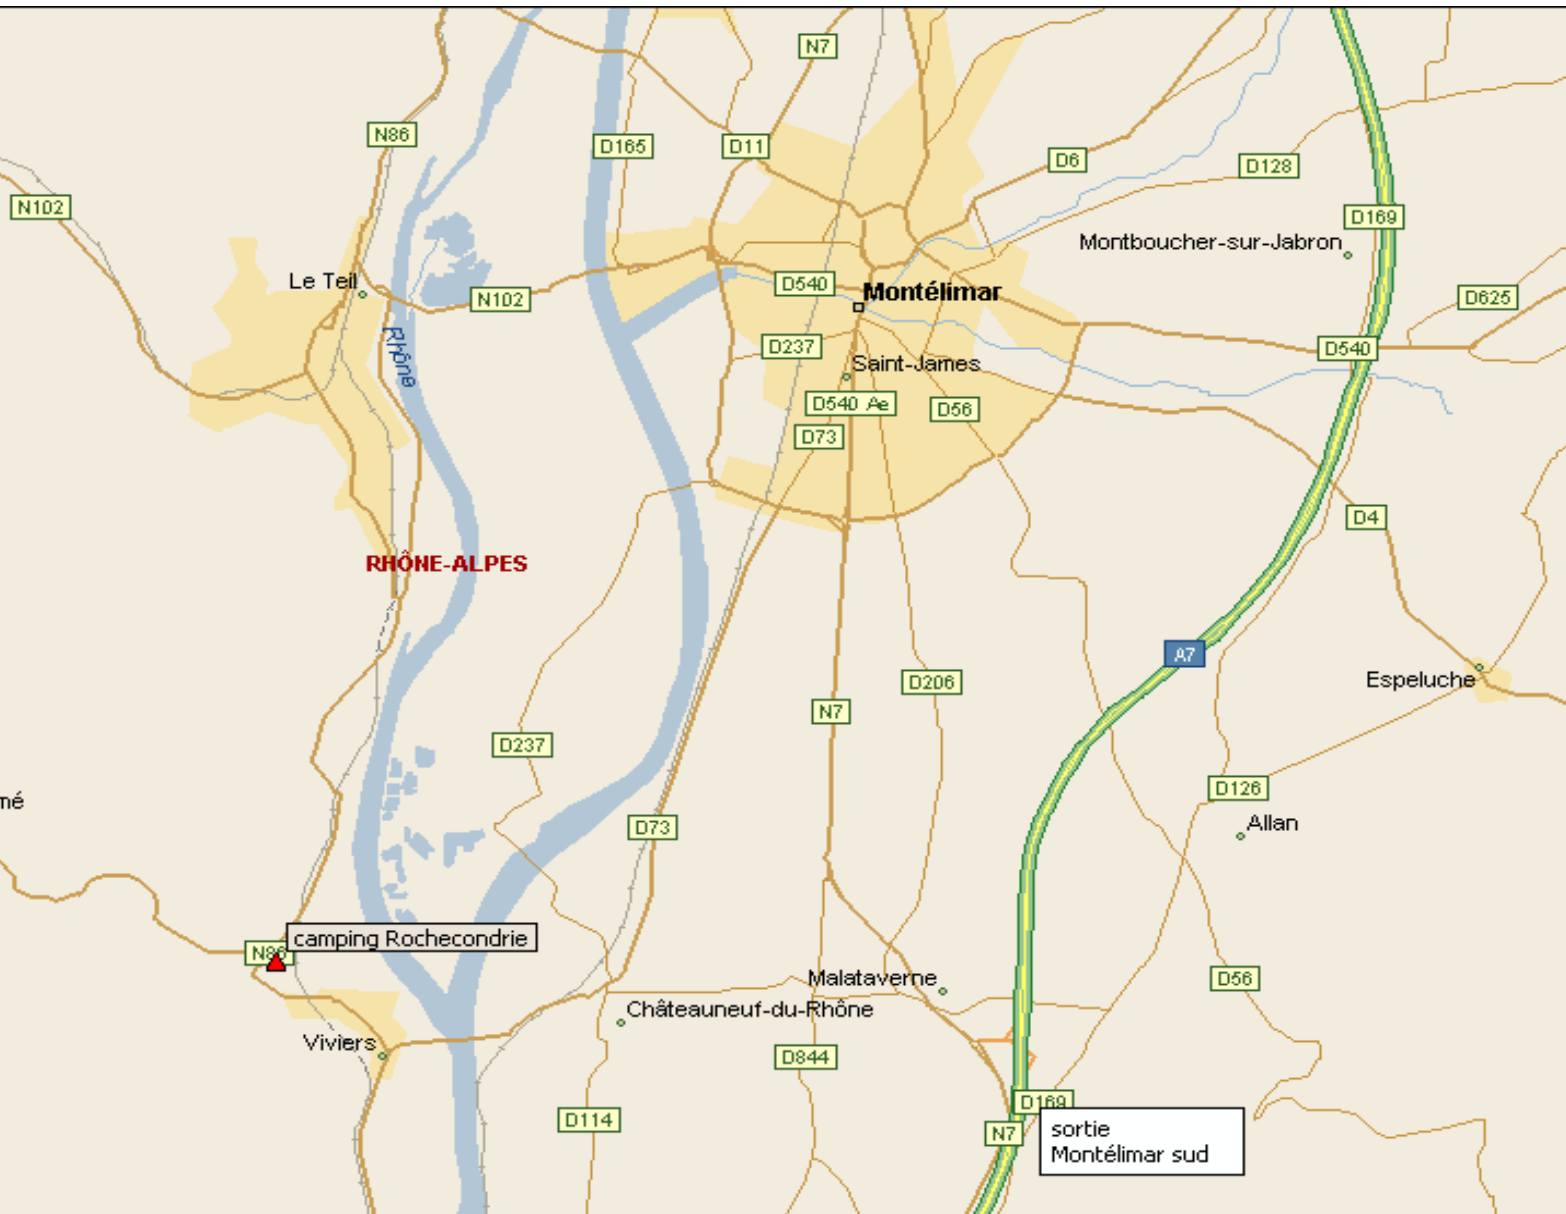 N7
N86
D165
D11
D6
D128
N102
D169
Montboucher-sur-Jabron
Le Teil
N102
D540
Montélimar
D625
Rhône
D237
Saint-James
D540
D540 Ae
D56
D73
D4
RHÔNE-ALPES
A7
Espeluche
D206
N7
D237
D126
mé
Allan
D73
camping Rochecondrie
N86
Malataverne
D56
Châteauneuf-du-Rhône
Viviers
D844
D169
D114
N7
sortie
Montélimar sud